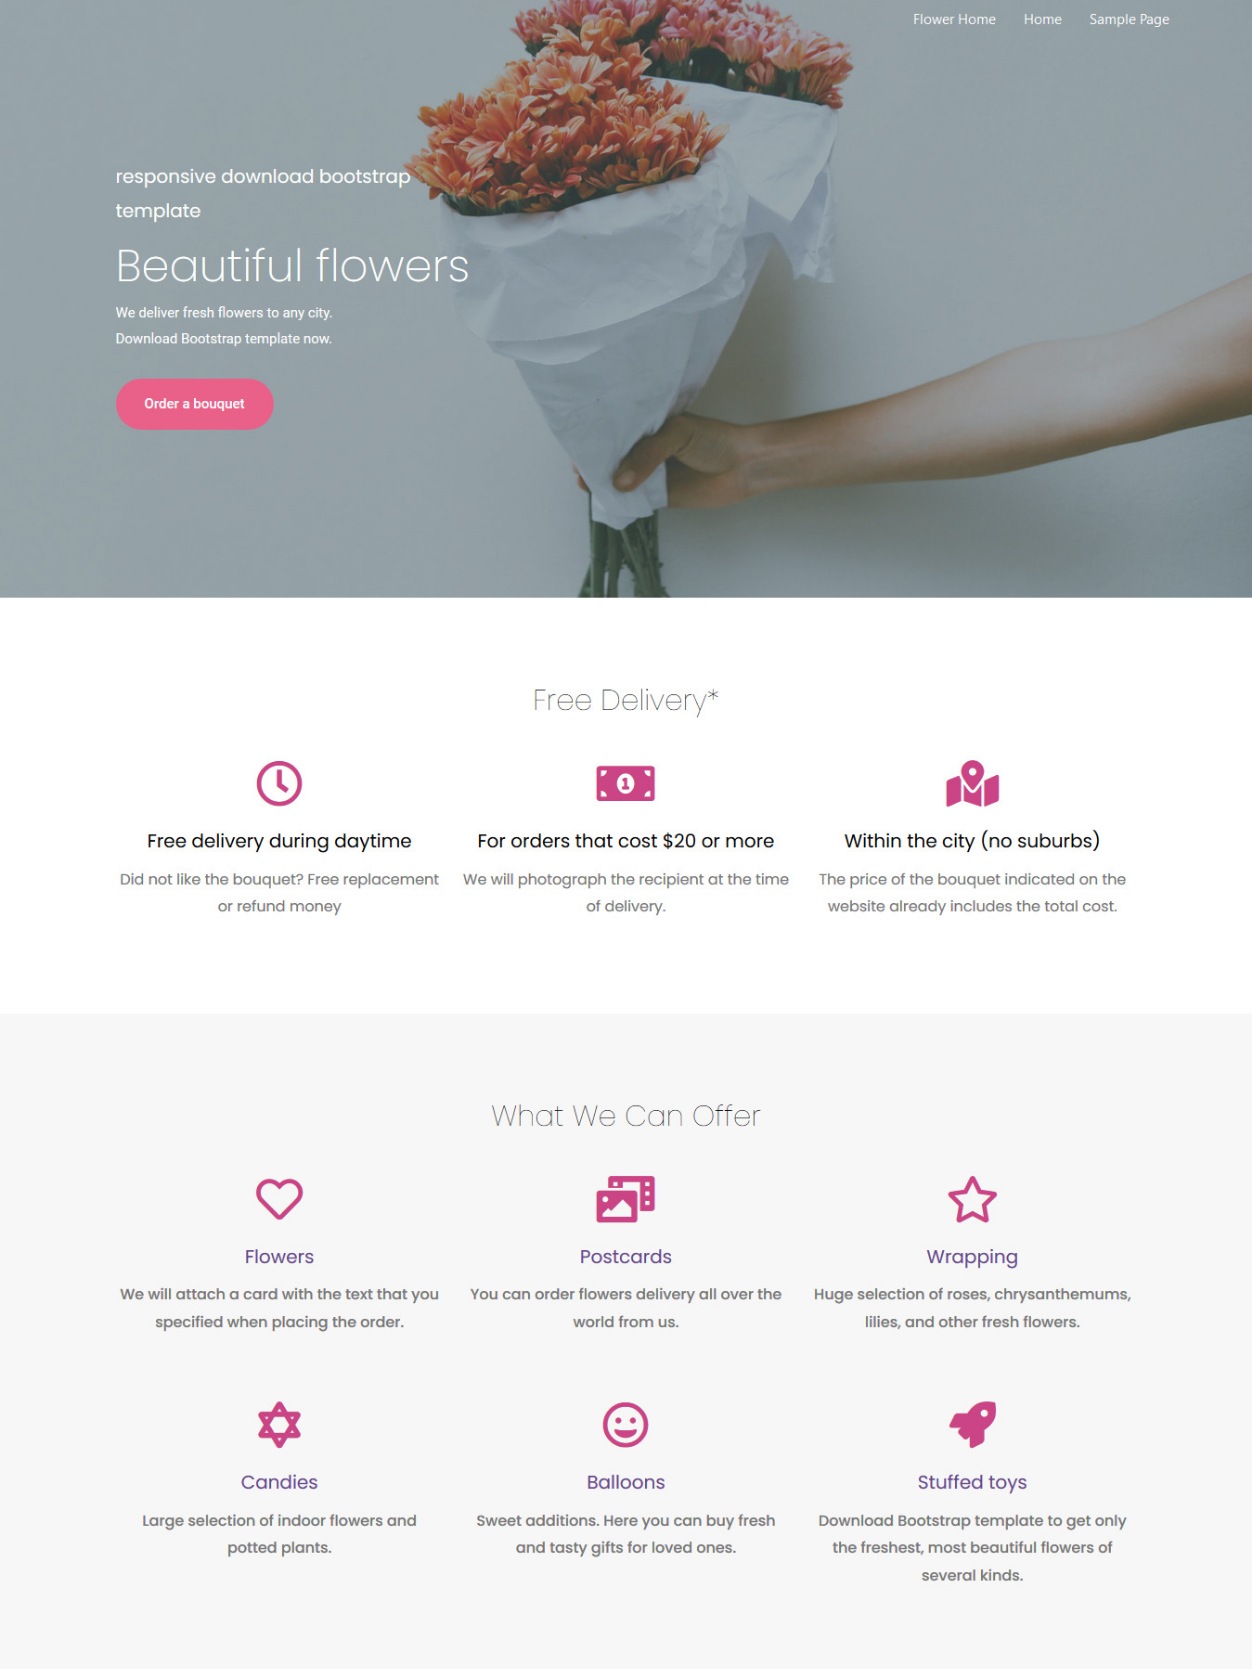 Flower Home Home Sample Page
responsive download bootstrap
template
Beautiful flowers
We deliver fresh flowers to any city.
Download Bootstrap template now.
Order a bouquet
Free Delivery*
Free delivery during daytime
Did not like the bouquet? Free replacement
or refund money
1
For orders that cost $20 or more
We will photograph the recipient at the time
of delivery.
Within the city (no suburbs)
The price of the bouquet indicated on the
website already includes the total cost.
What We Can Offer
Flowers
We will attach a card with the text that you
specified when placing the order.
Postcards
You can order flowers delivery all over the
world from us.
Wrapping
Huge selection of roses, chrysanthemums,
lilies, and other fresh flowers.
Candies
Large selection of indoor flowers and
potted plants.
Balloons
Sweet additions. Here you can buy fresh
and tasty gifts for loved ones.
Stuffed toys
Download Bootstrap template to get only
the freshest, most beautiful flowers of
several kinds.